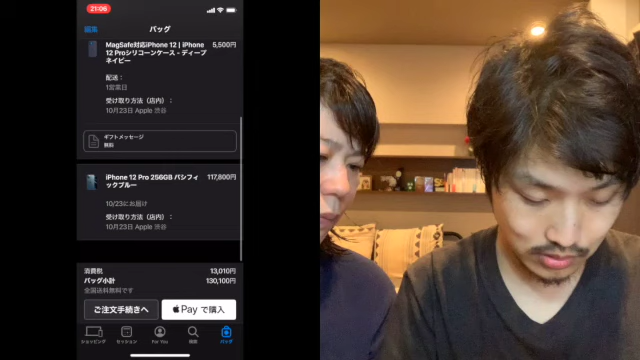 21:06
編集
バッグ
MagSafe対応iPhone 12 | iPhone
12 Proシリコーンケース - ディープ
ネイビー
5,500円
配送：
1営業日
受け取り方法（店内）：
10月23日 Apple 渋谷
ギフトメッセージ
無料
iPhone 12 Pro 256GB パシフィ
ックブルー
117,800円
10/23にお届け
受け取り方法（店内）：
10月23日 Apple 渋谷
消費税
13,010円
バッグ小計
130,100円
全国送料無料です
ご注文手続きへ
Pay で購入
ショッピング
セッション
For You
検索
バッグ